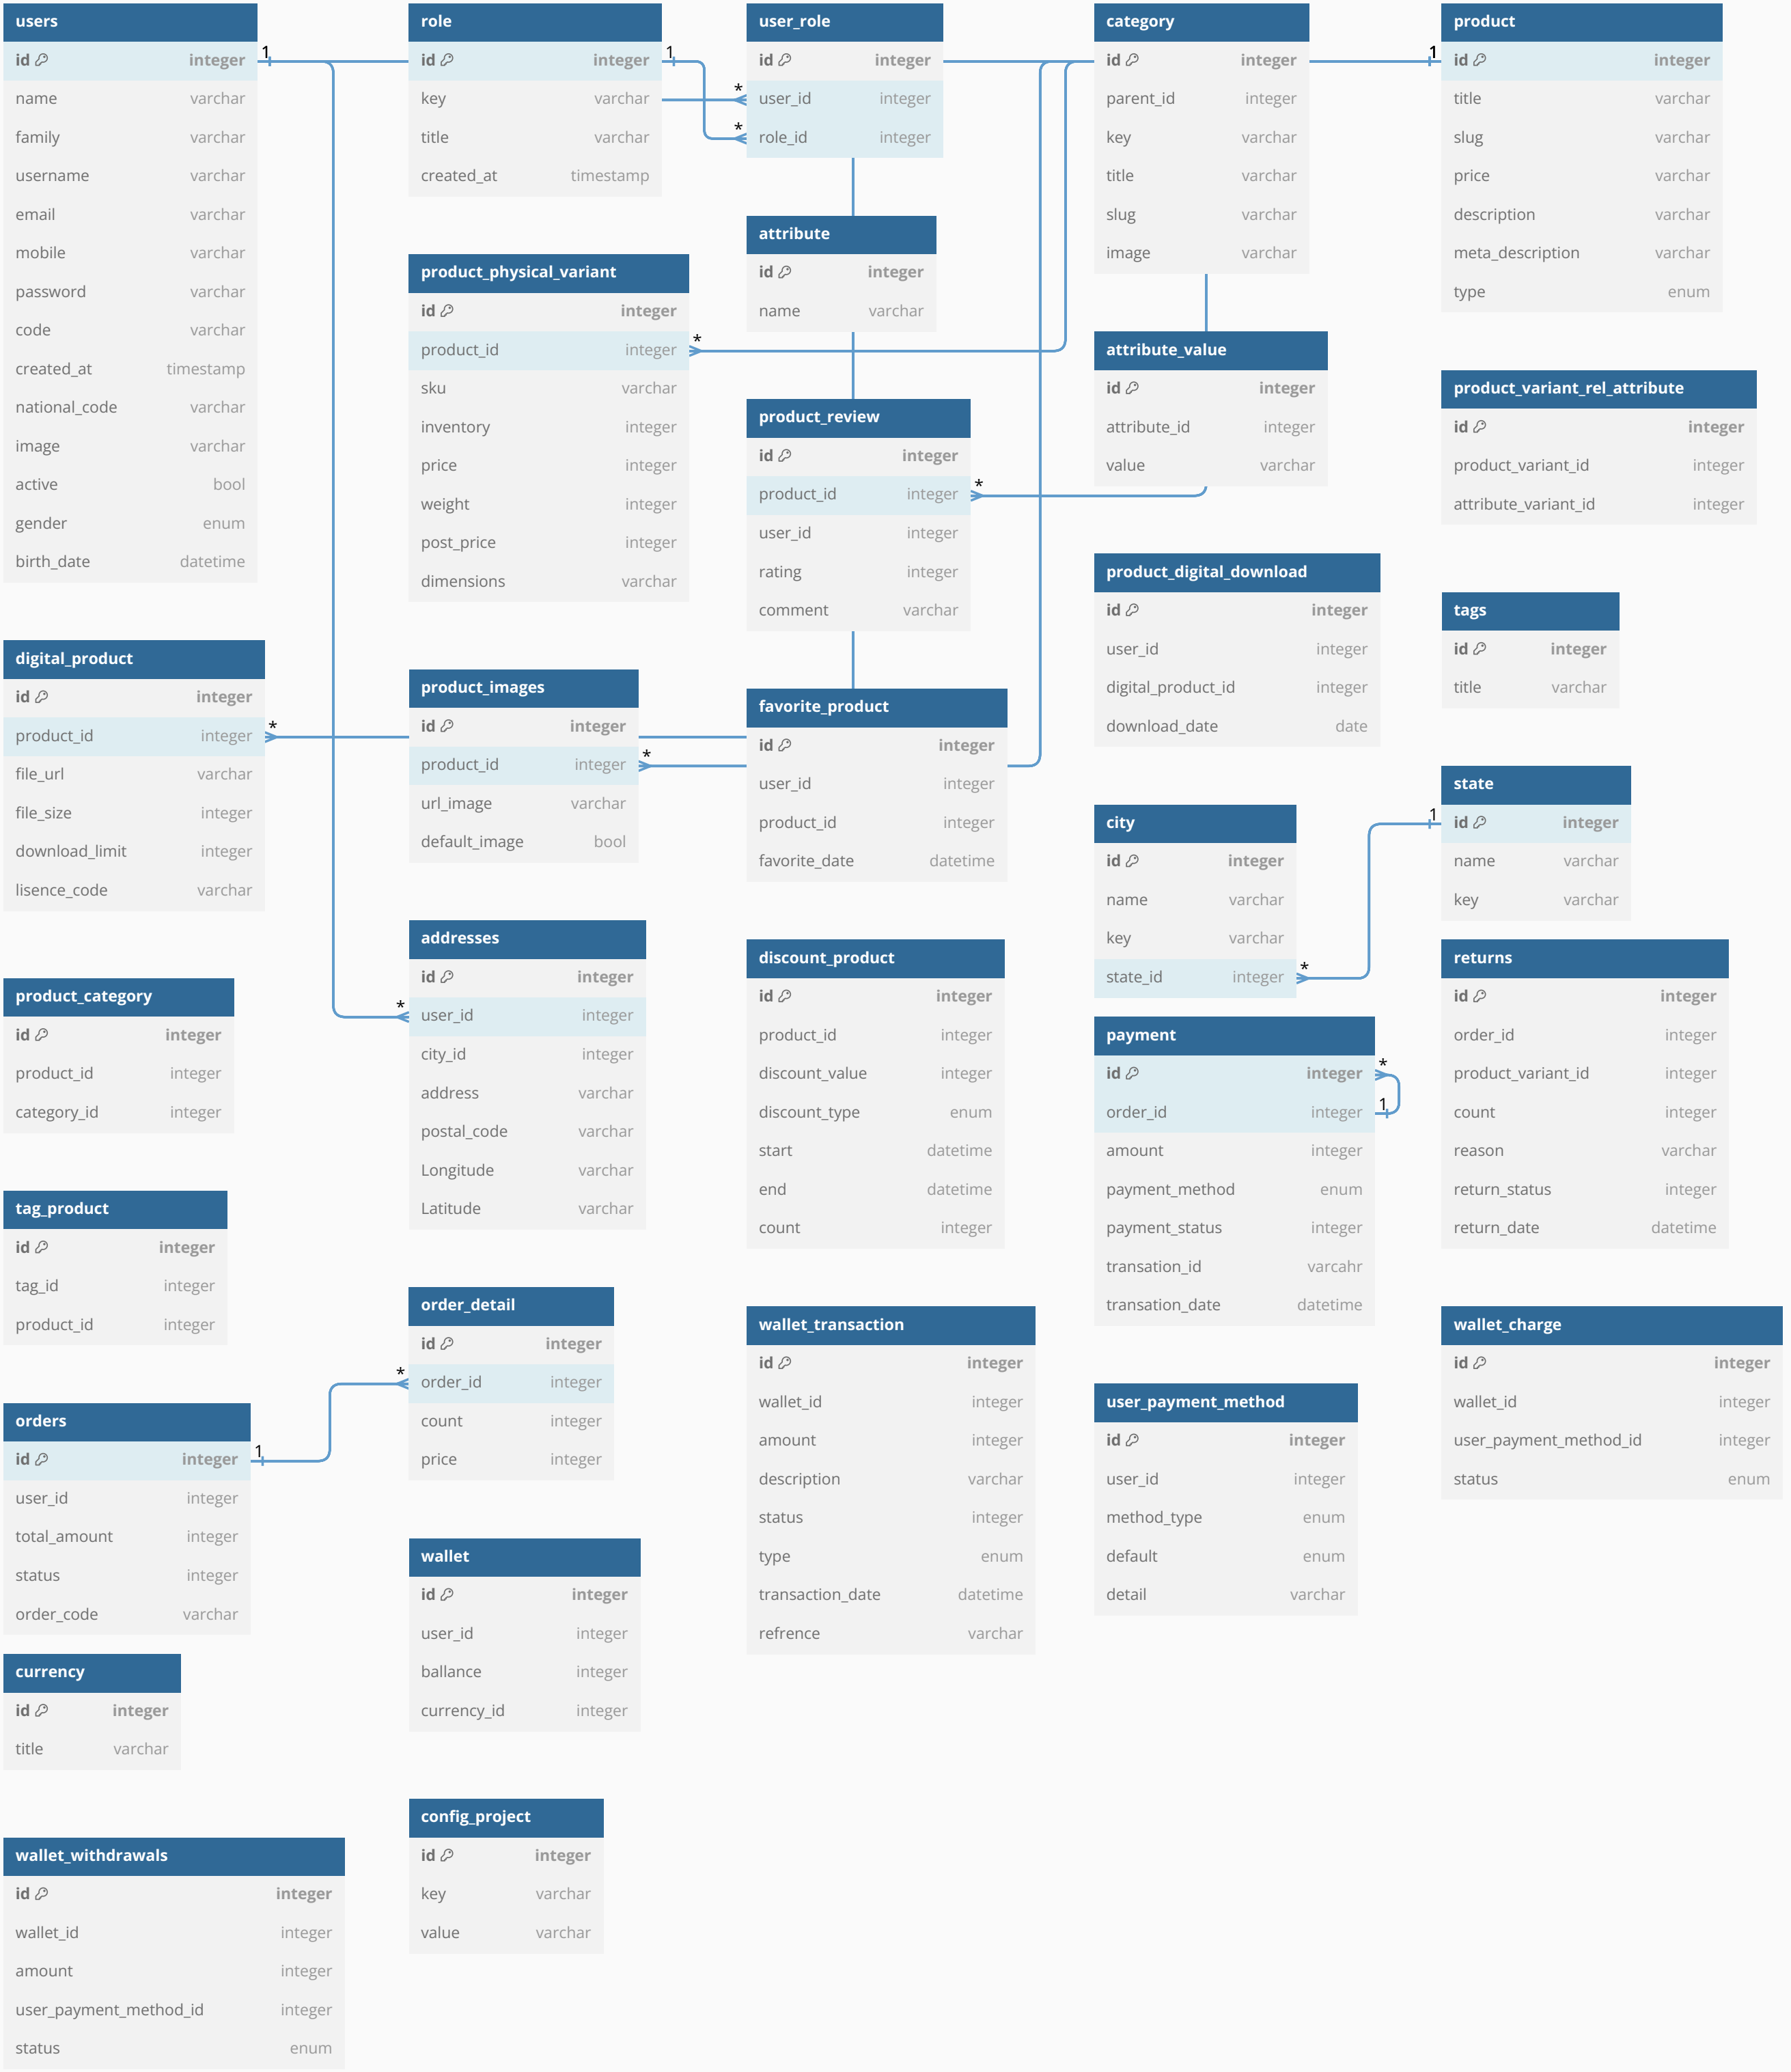 users
id integer
name varchar
family varchar
username varchar
email varchar
mobile varchar
password varchar
code varchar
created_at timestamp
national_code varchar
image varchar
active bool
gender enum
birth_date datetime
1
role
id integer
key varchar
title varchar
created_at timestamp
1
user_role
id integer
* user_id integer
* role_id integer
category
id integer
parent_id integer
key varchar
title varchar
slug varchar
image varchar
1
product
id integer
title varchar
slug varchar
price varchar
description varchar
meta_description varchar
type enum
product_physical_variant
id integer
product_id integer *
sku varchar
inventory integer
price integer
weight integer
post_price integer
dimensions varchar
attribute
id integer
name varchar
product_review
id integer
product_id integer *
user_id integer
rating integer
comment varchar
attribute_value
id integer
attribute_id integer
value varchar
product_variant_rel_attribute
id integer
product_variant_id integer
attribute_variant_id integer
product_digital_download
id integer
user_id integer
digital_product_id integer
download_date date
tags
id integer
title varchar
digital_product
id integer
product_id integer *
file_url varchar
file_size integer
download_limit integer
lisence_code varchar
product_images
id integer
product_id integer *
url_image varchar
default_image bool
favorite_product
id integer
user_id integer
product_id integer
favorite_date datetime
city
id integer
name varchar
key varchar
state_id integer *
state
1 id integer
name varchar
key varchar
product_category
id integer
product_id integer
category_id integer
addresses
id integer
* user_id integer
city_id integer
address varchar
postal_code varchar
Longitude varchar
Latitude varchar
discount_product
id integer
product_id integer
discount_value integer
discount_type enum
start datetime
end datetime
count integer
payment
id integer *
order_id integer 1
amount integer
payment_method enum
payment_status integer
transation_id varcahr
transation_date datetime
returns
id integer
order_id integer
product_variant_id integer
count integer
reason varchar
return_status integer
return_date datetime
tag_product
id integer
tag_id integer
product_id integer
orders
id integer 1
user_id integer
total_amount integer
status integer
order_code varchar
order_detail
id integer
* order_id integer
count integer
price integer
wallet_transaction
id integer
wallet_id integer
amount integer
description varchar
status integer
type enum
transaction_date datetime
refrence varchar
user_payment_method
id integer
user_id integer
method_type enum
default enum
detail varchar
wallet_charge
id integer
wallet_id integer
user_payment_method_id integer
status enum
wallet
id integer
user_id integer
ballance integer
currency_id integer
currency
id integer
title varchar
config_project
id integer
key varchar
value varchar
wallet_withdrawals
id integer
wallet_id integer
amount integer
user_payment_method_id integer
status enum